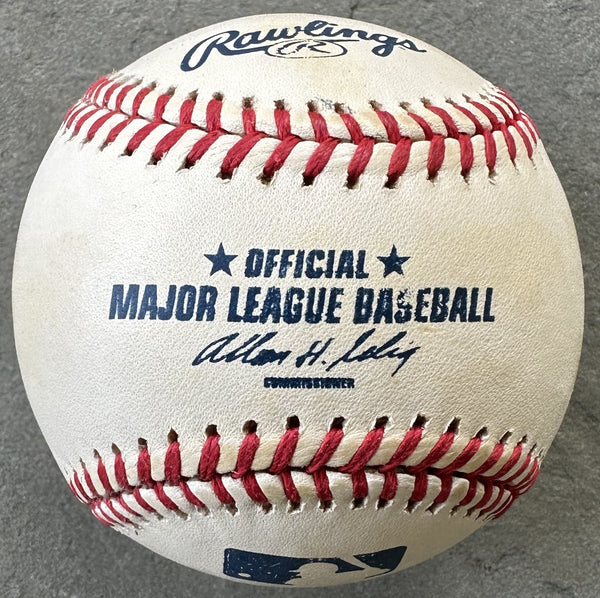 Rawlings
R
★ OFFICIAL ★
MAJOR LEAGUE BASEBALL
Allan H. Selig
COMMISSIONER